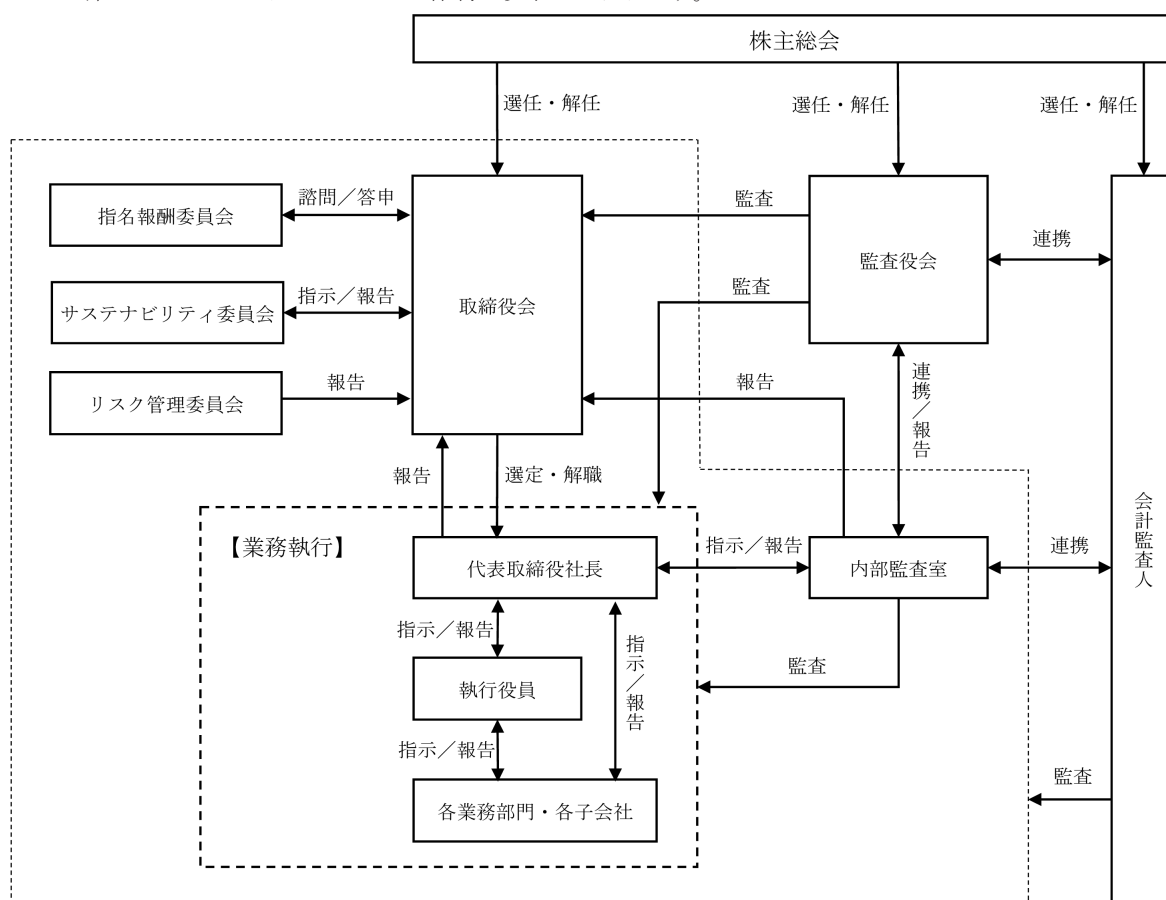 株主総会
選任・解任
選任・解任
選任・解任
指名報酬委員会
諮問／答申
取締役会
監査
監査役会
連携
サステナビリティ委員会
指示／報告
監査
リスク管理委員会
報告
報告
連携／報告
報告
選定・解職
会計監査人
【業務執行】
代表取締役社長
指示／報告
内部監査室
連携
指示／報告
指示／報告
執行役員
監査
指示／報告
各業務部門・各子会社
監査